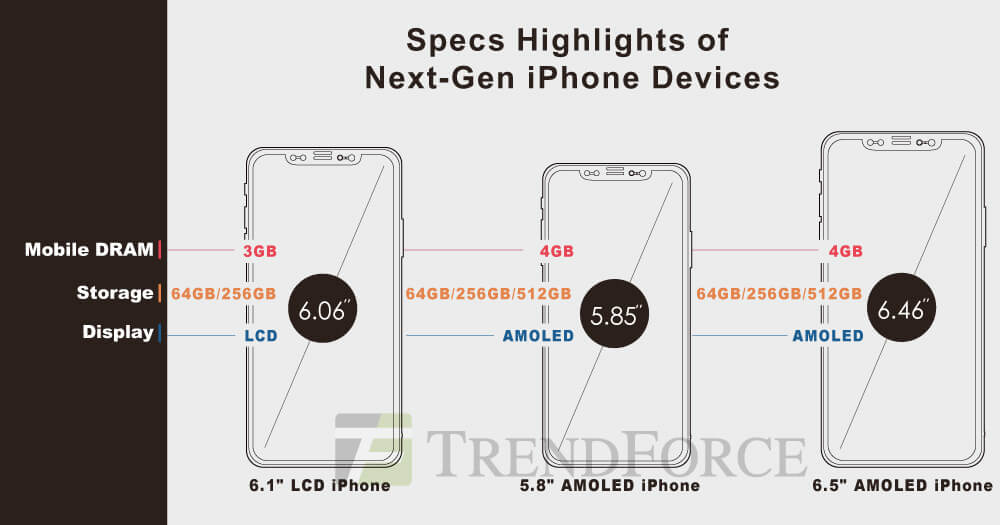 Specs Highlights of
Next-Gen iPhone Devices
Mobile DRAM 3GB 4GB 4GB
Storage 64GB/256GB 64GB/256GB/512GB 64GB/256GB/512GB
6.06" 5.85" 6.46"
Display LCD AMOLED AMOLED
TRENDFORCE
6.1" LCD iPhone 5.8" AMOLED iPhone 6.5" AMOLED iPhone